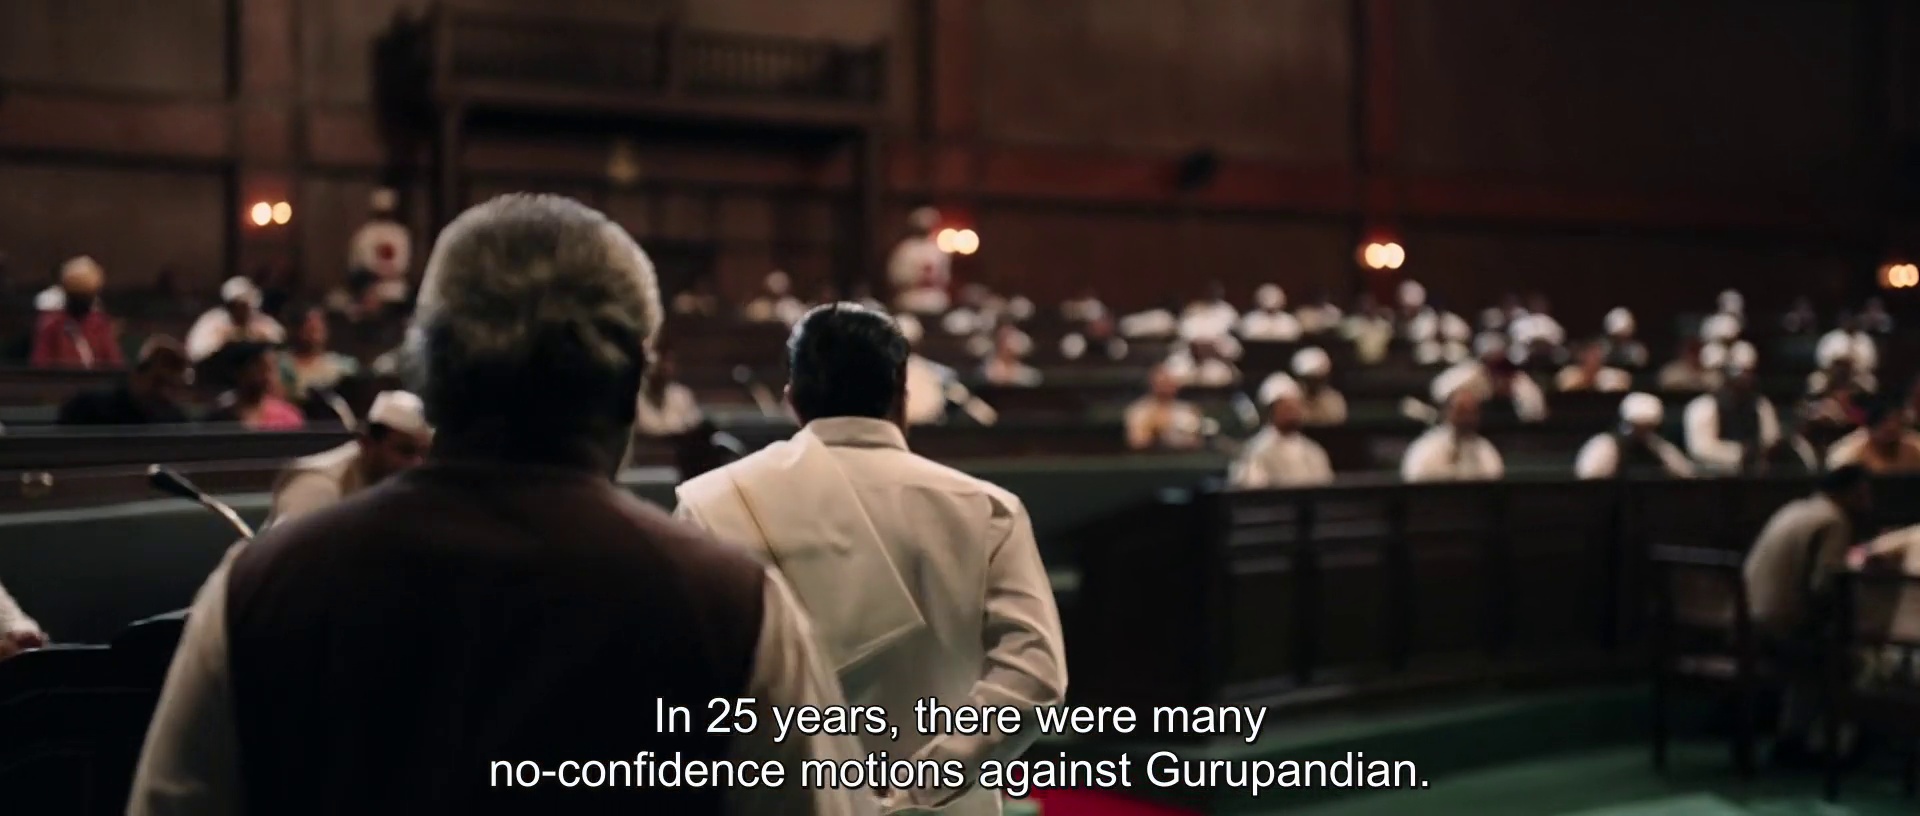 In 25 years, there were many
no-confidence motions against Gurupandian.